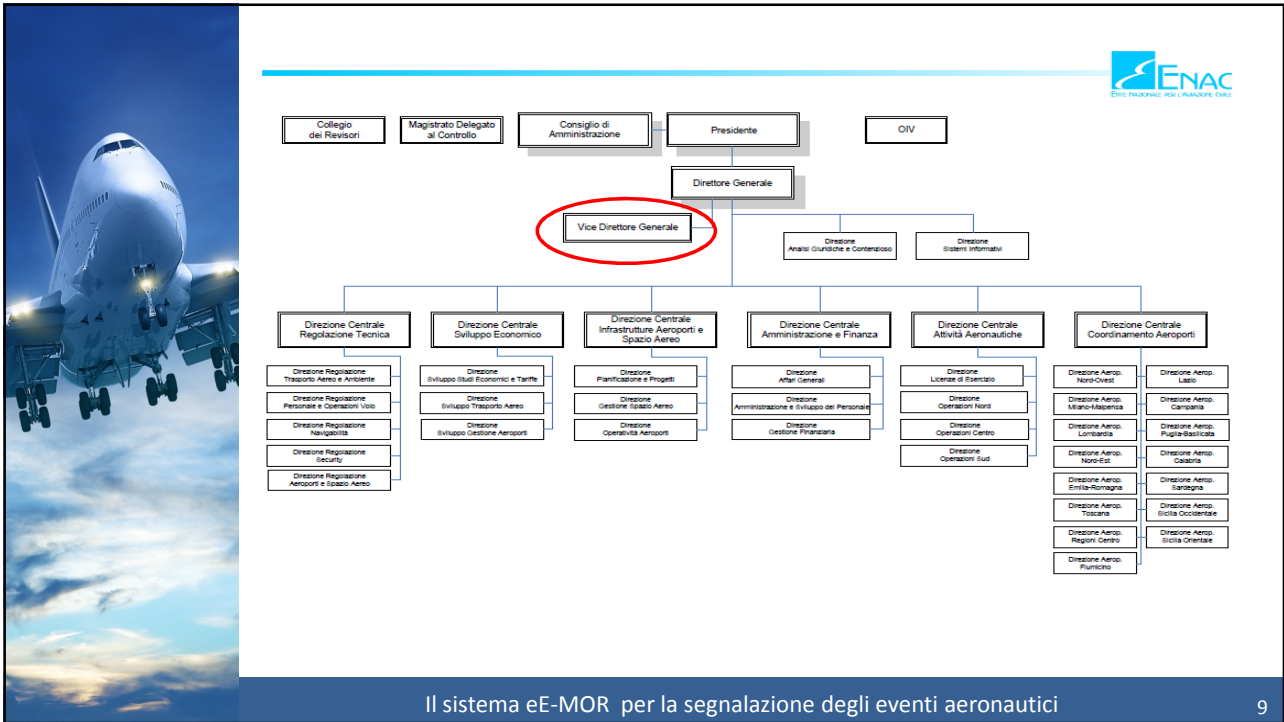 ENAC
ENTE NAZIONALE PER L'AVIAZIONE CIVILE
Collegio
dei Revisori
Magistrato Delegato
al Controllo
Consiglio di
Amministrazione
Presidente
OIV
Direttore Generale
Vice Direttore Generale
Direzione
Analisi Giuridiche e Contenzioso
Direzione
Sistemi Informativi
Direzione Centrale
Regolazione Tecnica
Direzione Regolazione
Trasporto Aereo e Ambiente
Direzione Regolazione
Personale e Operazioni Volo
Direzione Regolazione
Navigabilità
Direzione Regolazione
Security
Direzione Regolazione
Aeroporti e Spazio Aereo
Direzione Centrale
Sviluppo Economico
Direzione
Sviluppo Studi Economici e Tariffe
Direzione
Sviluppo Trasporto Aereo
Direzione
Sviluppo Gestione Aeroporti
Direzione Centrale
Infrastrutture Aeroporti e
Spazio Aereo
Direzione
Pianificazione e Progetti
Direzione
Gestione Spazio Aereo
Direzione
Operatività Aeroporti
Direzione Centrale
Amministrazione e Finanza
Direzione
Affari Generali
Direzione
Amministrazione e Sviluppo del Personale
Direzione
Gestione Finanziaria
Direzione Centrale
Attività Aeronautiche
Direzione
Licenze di Esercizio
Direzione
Operazioni Nord
Direzione
Operazioni Centro
Direzione
Operazioni Sud
Direzione Centrale
Coordinamento Aeroporti
Direzione Aerop.
Nord-Ovest
Direzione Aerop.
Milano-Malpensa
Direzione Aerop.
Lombardia
Direzione Aerop.
Nord-Est
Direzione Aerop.
Emilia-Romagna
Direzione Aerop.
Toscana
Direzione Aerop.
Regioni Centro
Direzione Aerop.
Fiumicino
Direzione Aerop.
Lazio
Direzione Aerop.
Campania
Direzione Aerop.
Puglia-Basilicata
Direzione Aerop.
Calabria
Direzione Aerop.
Sardegna
Direzione Aerop.
Sicilia Occidentale
Direzione Aerop.
Sicilia Orientale
Il sistema eE-MOR per la segnalazione degli eventi aeronautici
9